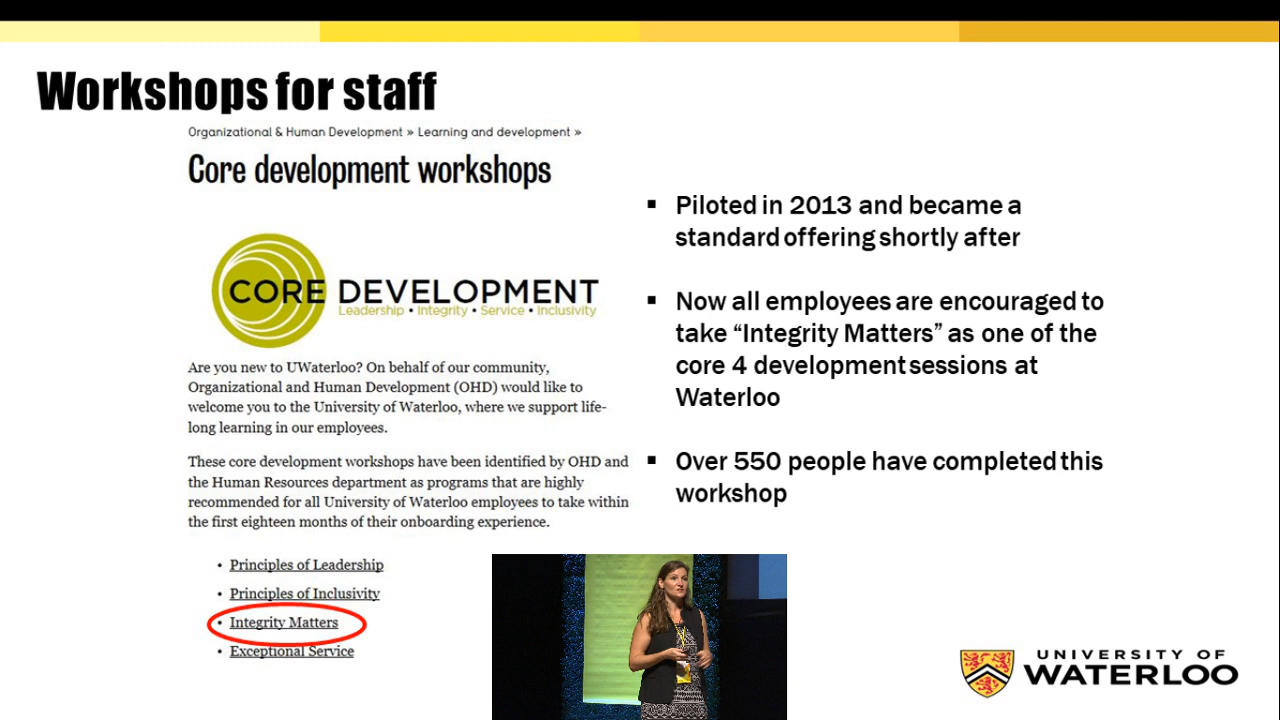 Workshops for staff
Organizational & Human Development » Learning and development »
Core development workshops
CORE DEVELOPMENT
Leadership • Integrity • Service • Inclusivity
Are you new to UWaterloo? On behalf of our community,
Organizational and Human Development (OHD) would like to
welcome you to the University of Waterloo, where we support life-
long learning in our employees.
These core development workshops have been identified by OHD and
the Human Resources department as programs that are highly
recommended for all University of Waterloo employees to take within
the first eighteen months of their onboarding experience.
• Principles of Leadership
• Principles of Inclusivity
• Integrity Matters
• Exceptional Service
▪ Piloted in 2013 and became a
standard offering shortly after
▪ Now all employees are encouraged to
take “Integrity Matters” as one of the
core 4 development sessions at
Waterloo
▪ Over 550 people have completed this
workshop
UNIVERSITY OF
WATERLOO